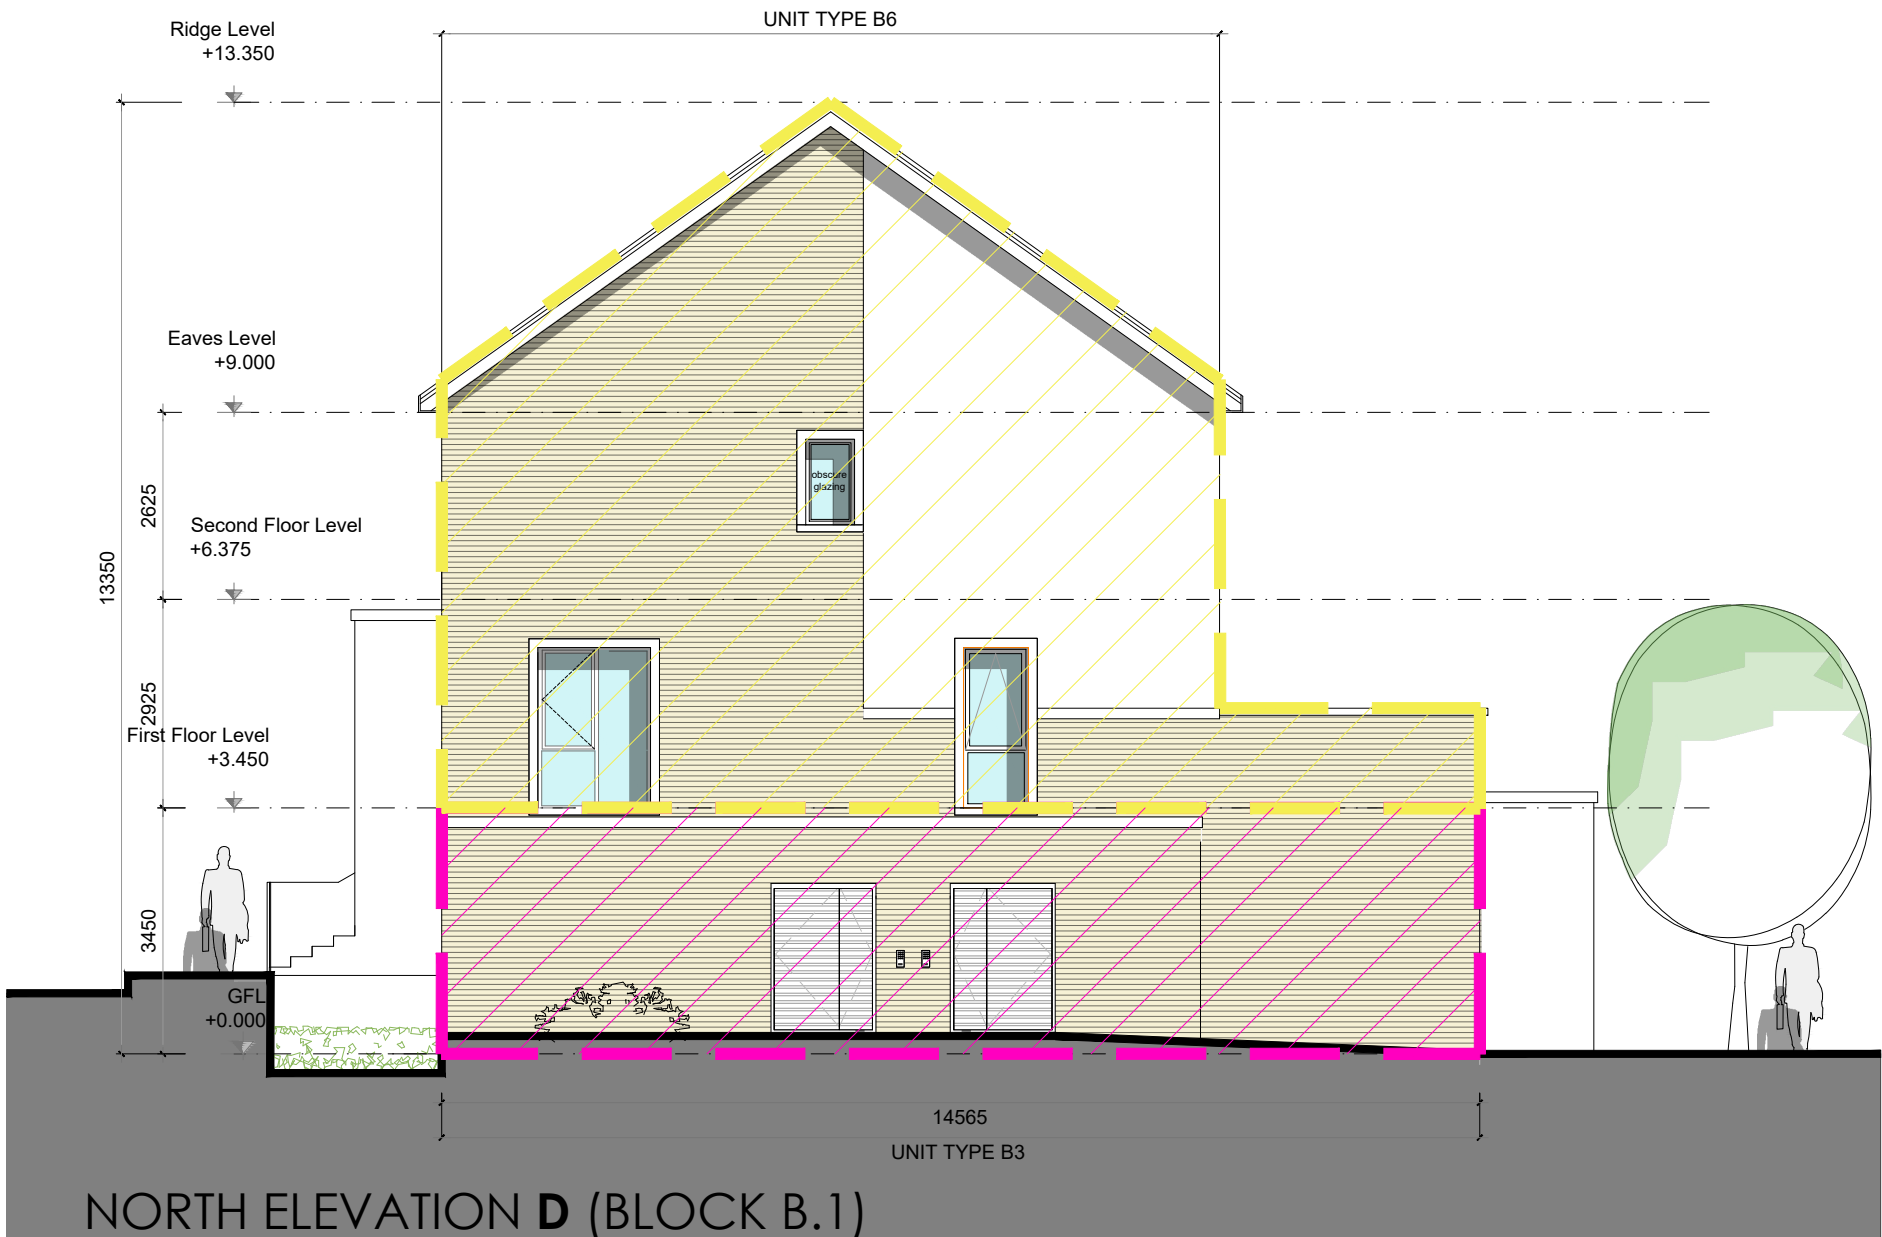 UNIT TYPE B6
Ridge Level
+13.350
Eaves Level
+9.000
obscure
glazing
2625
Second Floor Level
+6.375
13350
2925
First Floor Level
+3.450
3450
GFL
+0.000
14565
UNIT TYPE B3
NORTH ELEVATION D (BLOCK B.1)